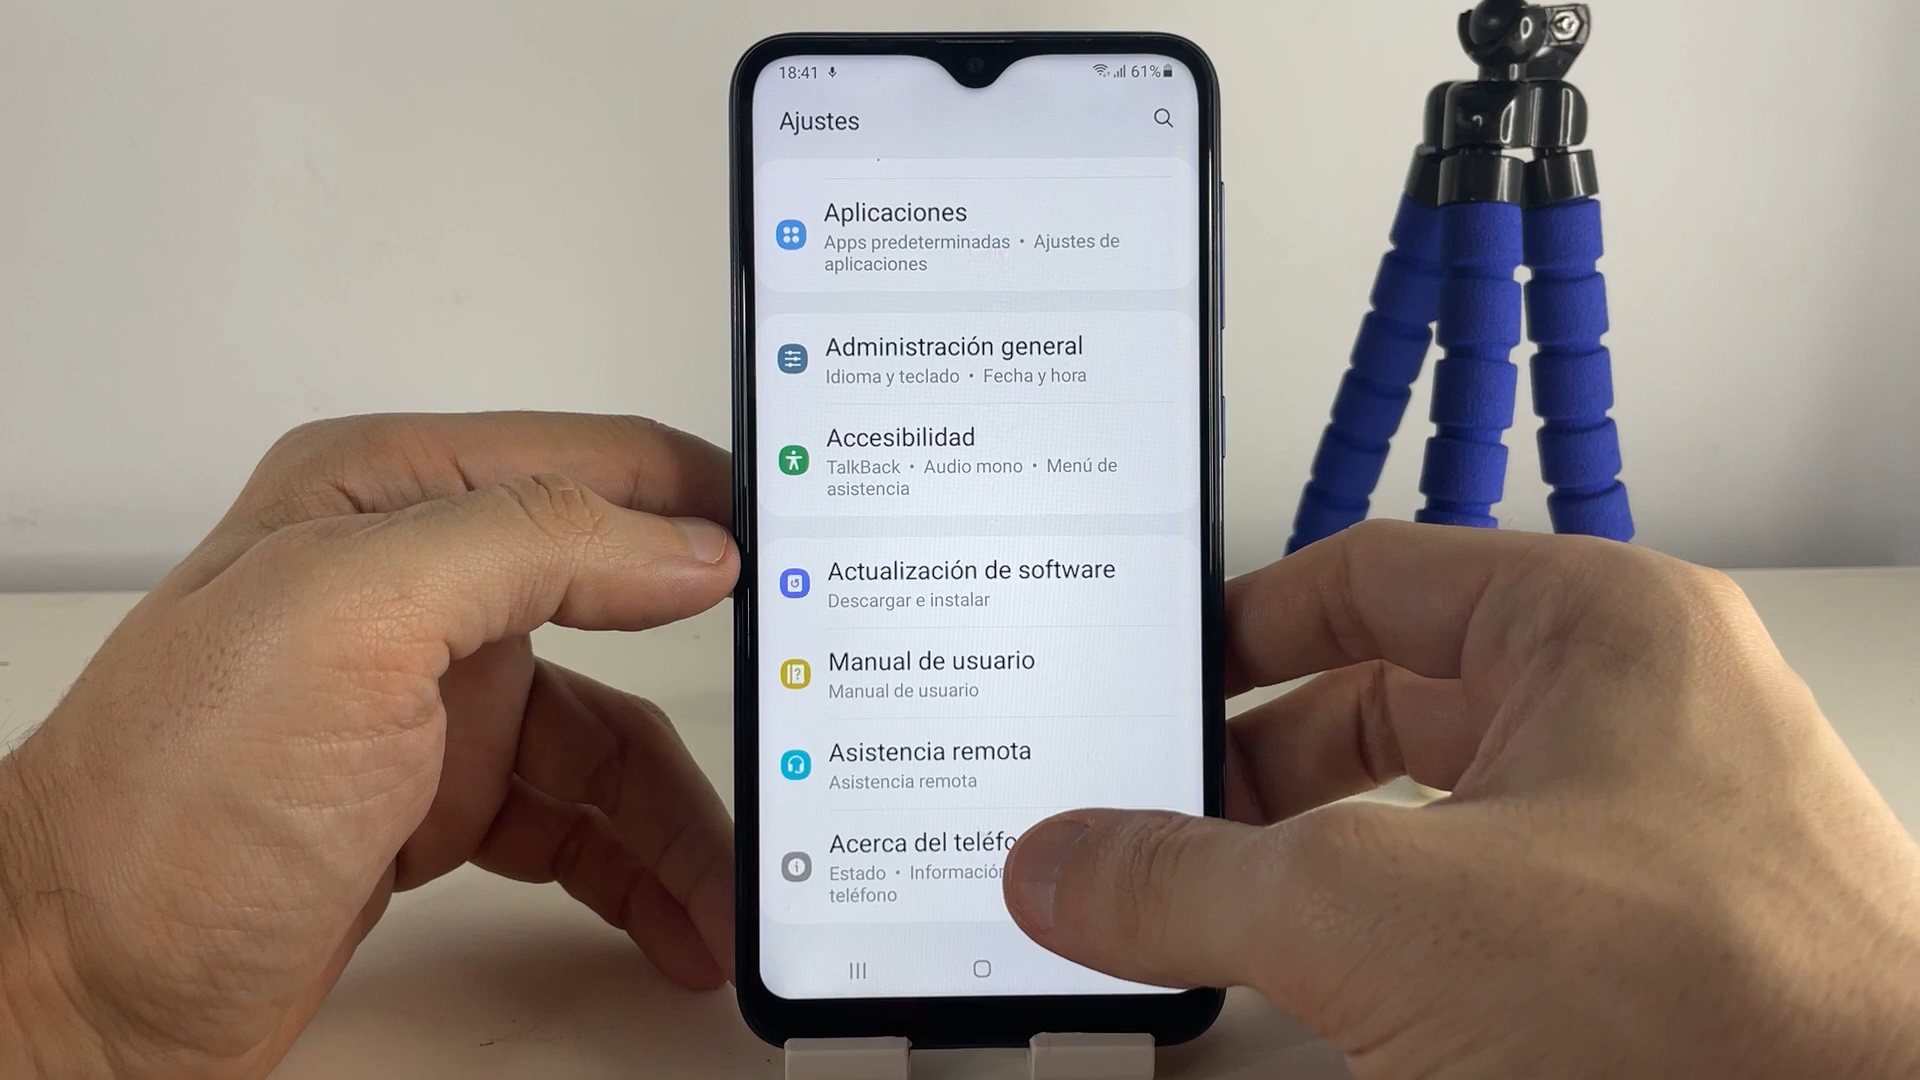 18:41
61%
Ajustes
Aplicaciones
Apps predeterminadas • Ajustes de
aplicaciones
Administración general
Idioma y teclado • Fecha y hora
Accesibilidad
TalkBack • Audio mono • Menú de
asistencia
Actualización de software
Descargar e instalar
Manual de usuario
Manual de usuario
Asistencia remota
Asistencia remota
Acerca del teléfo
Estado • Información
teléfono